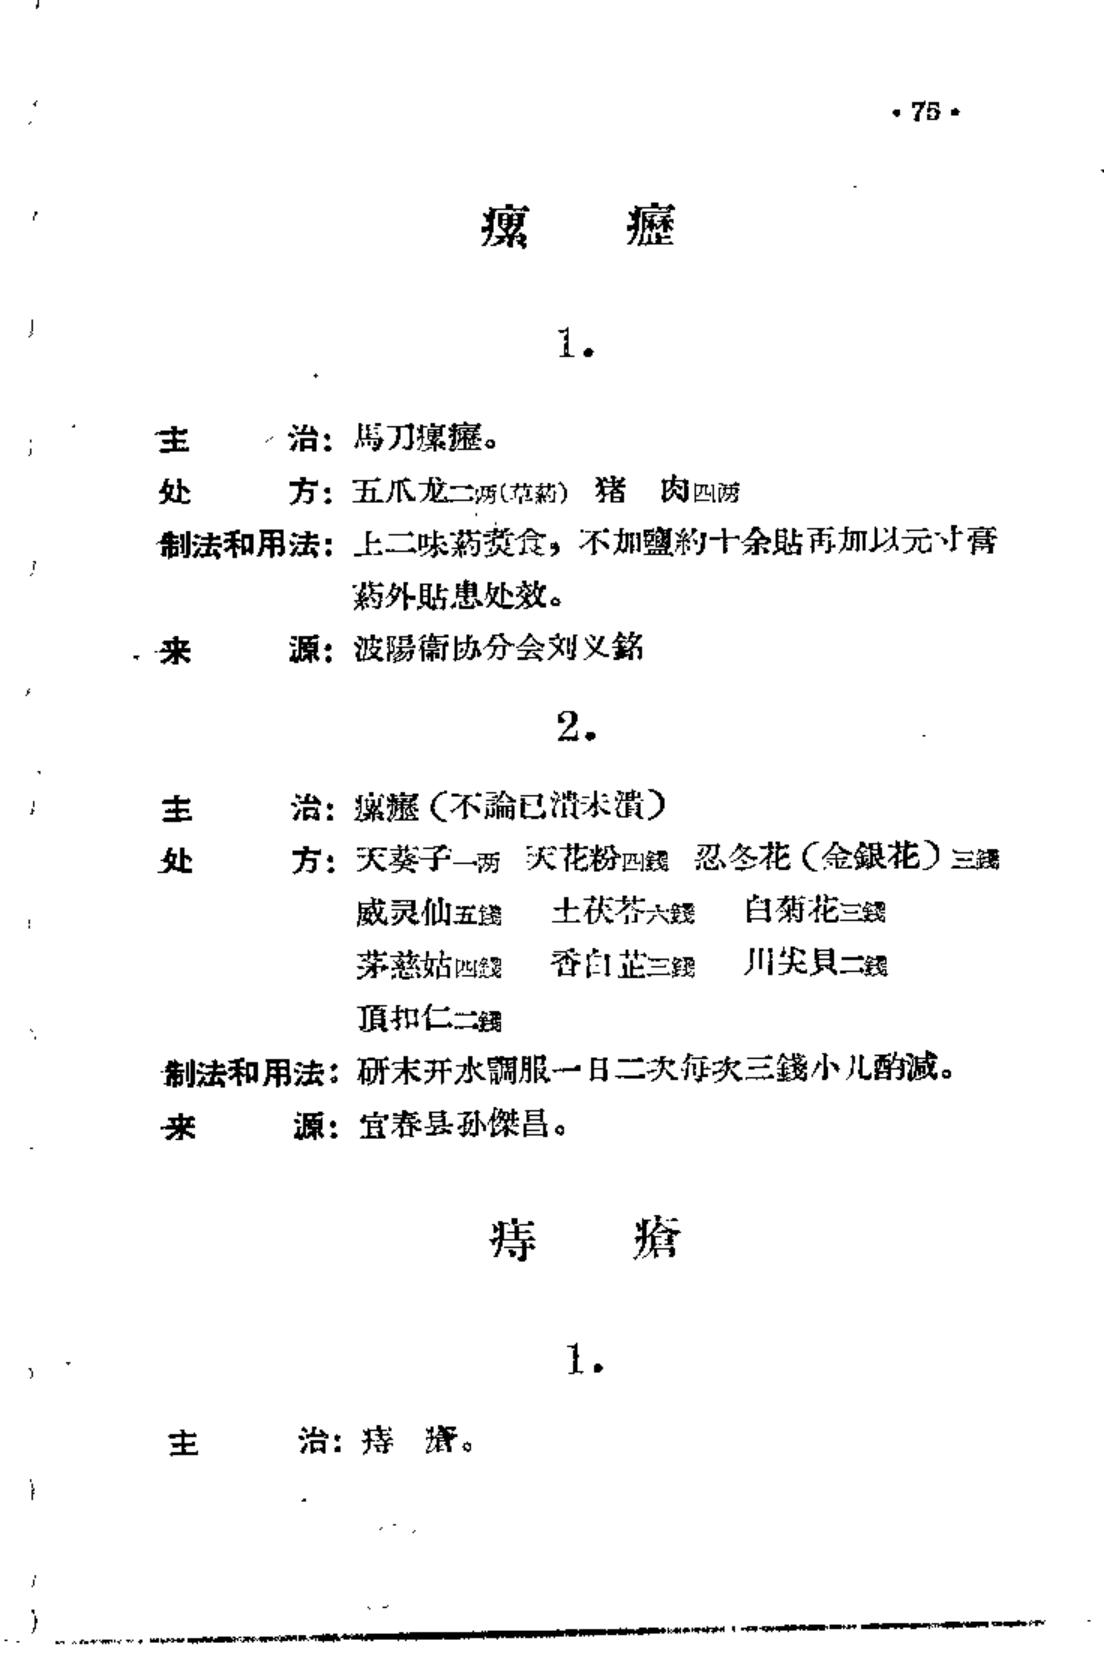 •75•
瘰 癧
1.
主 治：馬刀瘰癧。
处 方：五爪龙二两（草葯） 猪 肉四两
制法和用法：上二味葯煑食，不加鹽約十余貼再加以元寸膏
葯外貼患处效。
来 源：波陽衞协分会刘义銘
2.
主 治：瘰癧（不論已潰未潰）
处 方：天葵子一两 天花粉四錢 忍冬花（金銀花）三錢
威灵仙五錢 土茯苓六錢 白菊花三錢
茅慈姑四錢 香白芷三錢 川尖貝二錢
頂扣仁二錢
制法和用法：研末开水調服一日二次每次三錢小儿酌減。
来 源：宜春县孙傑昌。
痔 瘡
1.
主 治：痔 瘡。